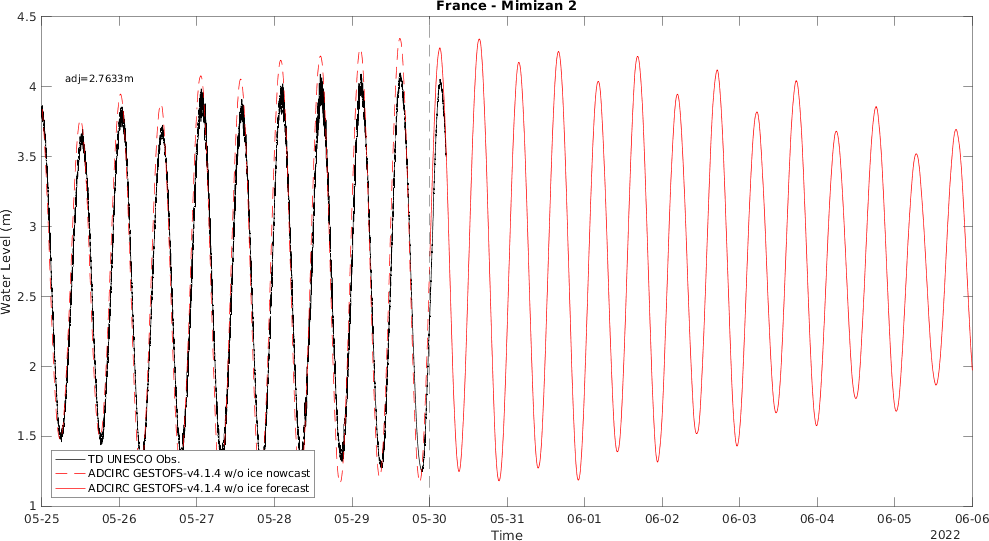 France - Mimizan 2
4.5
4
3.5
3
2.5
2
1.5
1
Water Level (m)
adj=2.7633m
TD UNESCO Obs.
ADCIRC GESTOFS-v4.1.4 w/o ice nowcast
ADCIRC GESTOFS-v4.1.4 w/o ice forecast
05-25 05-26 05-27 05-28 05-29 05-30 05-31 06-01 06-02 06-03 06-04 06-05 06-06
Time
2022